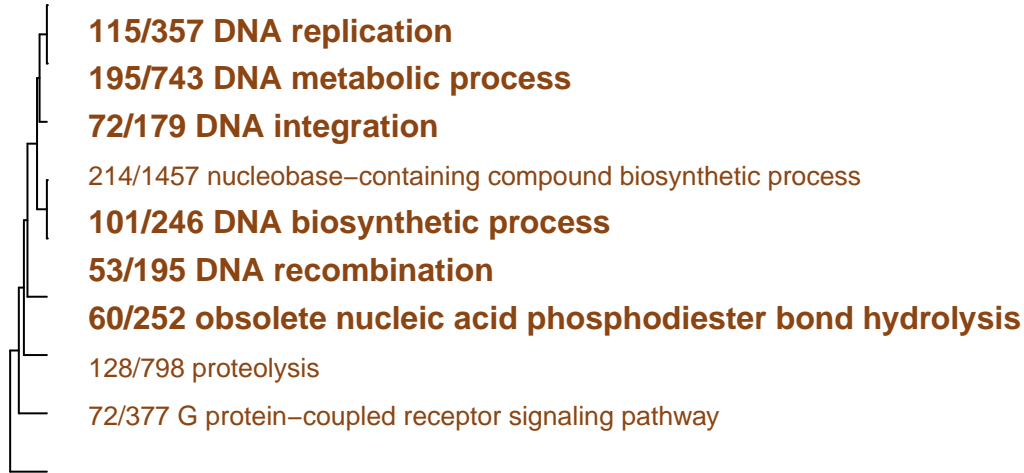 115/357 DNA replication
195/743 DNA metabolic process
72/179 DNA integration
214/1457 nucleobase−containing compound biosynthetic process
101/246 DNA biosynthetic process
53/195 DNA recombination
60/252 obsolete nucleic acid phosphodiester bond hydrolysis
128/798 proteolysis
72/377 G protein−coupled receptor signaling pathway